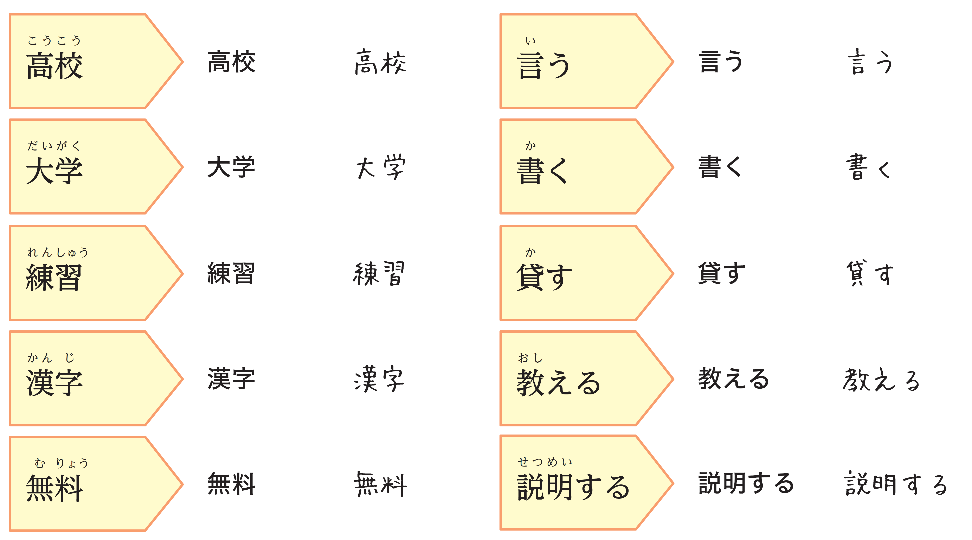 こうこう
高校 高校 高校
だいがく
大学 大学 大学
れんしゅう
練習 練習 練習
かんじ
漢字 漢字 漢字
むりょう
無料 無料 無料
い
言う 言う 言う
か
書く 書く 書く
か
貸す 貸す 貸す
おし
教える 教える 教える
せつめい
説明する 説明する 説明する